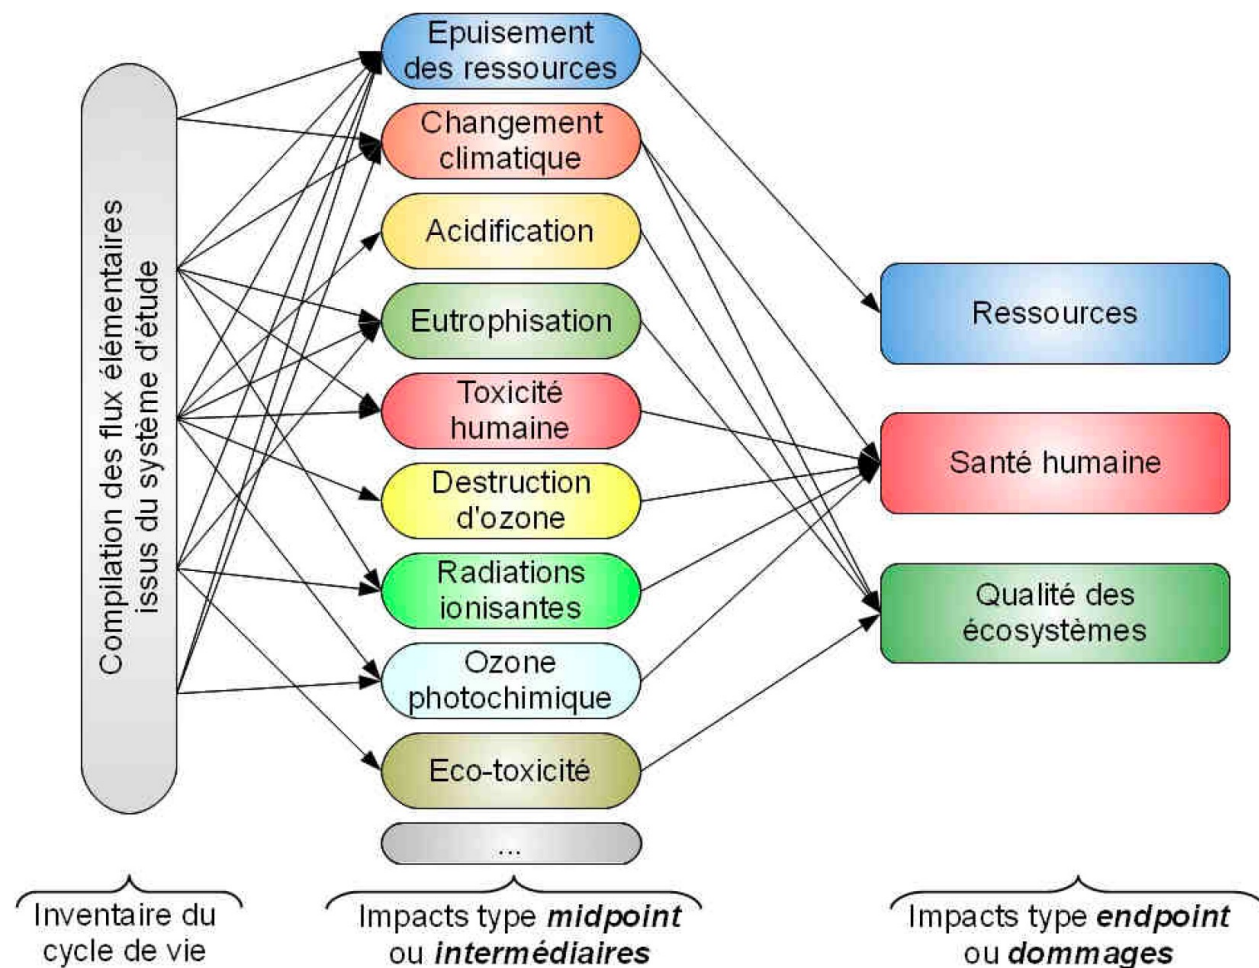 Compilation des flux élémentaires
issus du système d'étude
Epuisement
des ressources
Changement
climatique
Acidification
Eutrophisation
Toxicité
humaine
Destruction
d'ozone
Radiations
ionisantes
Ozone
photochimique
Eco-toxicité
...
Ressources
Santé humaine
Qualité des
écosystèmes
Inventaire du
cycle de vie
Impacts type midpoint
ou intermédiaires
Impacts type endpoint
ou dommages